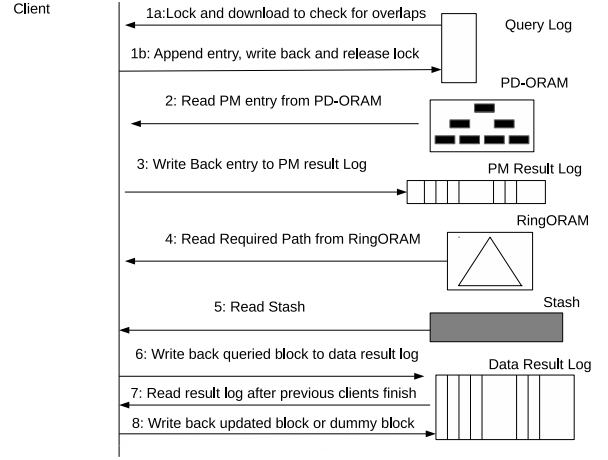 Client
1a:Lock and download to check for overlaps
Query Log
1b: Append entry, write back and release lock
PD-ORAM
2: Read PM entry from PD-ORAM
3: Write Back entry to PM result Log
PM Result Log
RingORAM
4: Read Required Path from RingORAM
Stash
5: Read Stash
6: Write back queried block to data result log
Data Result Log
7: Read result log after previous clients finish
8: Write back updated block or dummy block